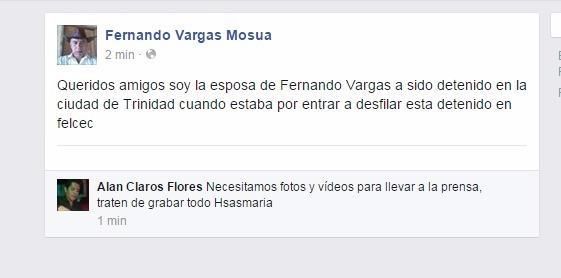 Fernando Vargas Mosua
2 min ·
Queridos amigos soy la esposa de Fernando Vargas a sido detenido en la
ciudad de Trinidad cuando estaba por entrar a desfilar esta detenido en
felcec
Alan Claros Flores Necesitamos fotos y vídeos para llevar a la prensa,
traten de grabar todo Hsasmaria
1 min